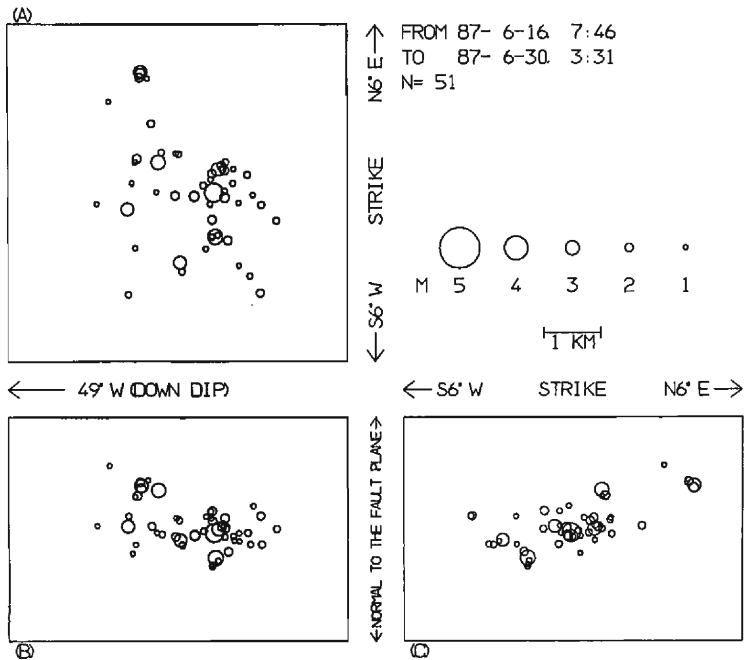 (A)
FROM 87- 6-16. 7:46
TO 87- 6-30. 3:31
N= 51
N6° E
STRIKE
S6° W
M 5 4 3 2 1
1 KM
49° W (DOWN DIP)
S6° W STRIKE N6° E
NORMAL TO THE FAULT PLANE
(B)
(C)